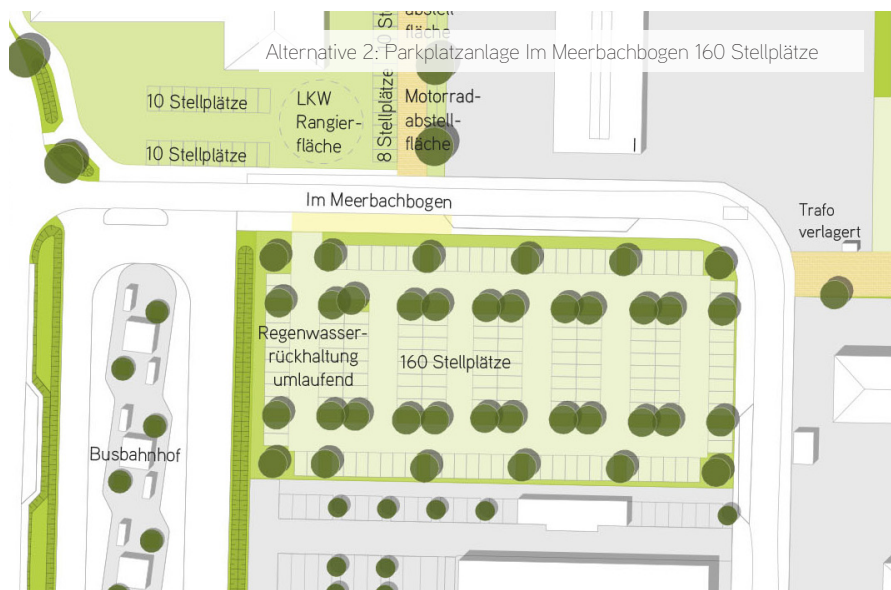 abstell-
fläche
Alternative 2: Parkplatzanlage Im Meerbachbogen 160 Stellplätze
10 Stellplätze
10 Stellplätze
LKW
Rangier-
fläche
8 Stellplätze
Motorrad-
abstell-
fläche
Im Meerbachbogen
Trafo
verlagert
Regenwasser-
rückhaltung
umlaufend
160 Stellplätze
Busbahnhof